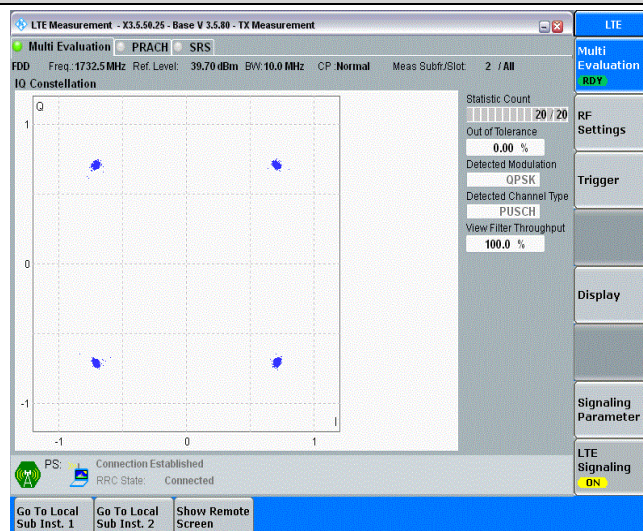 LTE Measurement - X3.5.50.25 - Base V 3.5.80 - TX Measurement
LTE
Multi Evaluation PRACH SRS
Multi
Evaluation
RDY
FDD Freq.:1732.5 MHz Ref. Level: 39.70 dBm BW:10.0 MHz CP :Normal Meas Subfr./Slot: 2 / All
IQ Constellation
Q
1
0
-1
-1 0 1
I
Statistic Count
20 / 20
Out of Tolerance
0.00 %
Detected Modulation
QPSK
Detected Channel Type
PUSCH
View Filter Throughput
100.0 %
RF
Settings
Trigger
Display
Signaling
Parameter
LTE
Signaling
ON
PS: Connection Established
RRC State: Connected
Go To Local
Sub Inst. 1
Go To Local
Sub Inst. 2
Show Remote
Screen